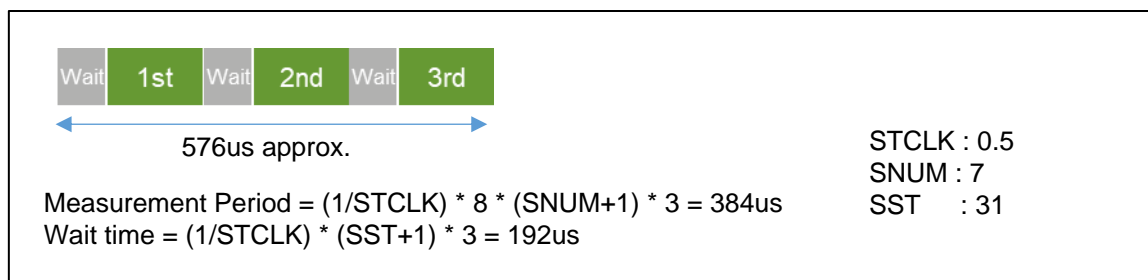 Wait 1st Wait 2nd Wait 3rd
576us approx.
STCLK : 0.5
SNUM : 7
SST : 31
Measurement Period = (1/STCLK) * 8 * (SNUM+1) * 3 = 384us
Wait time = (1/STCLK) * (SST+1) * 3 = 192us